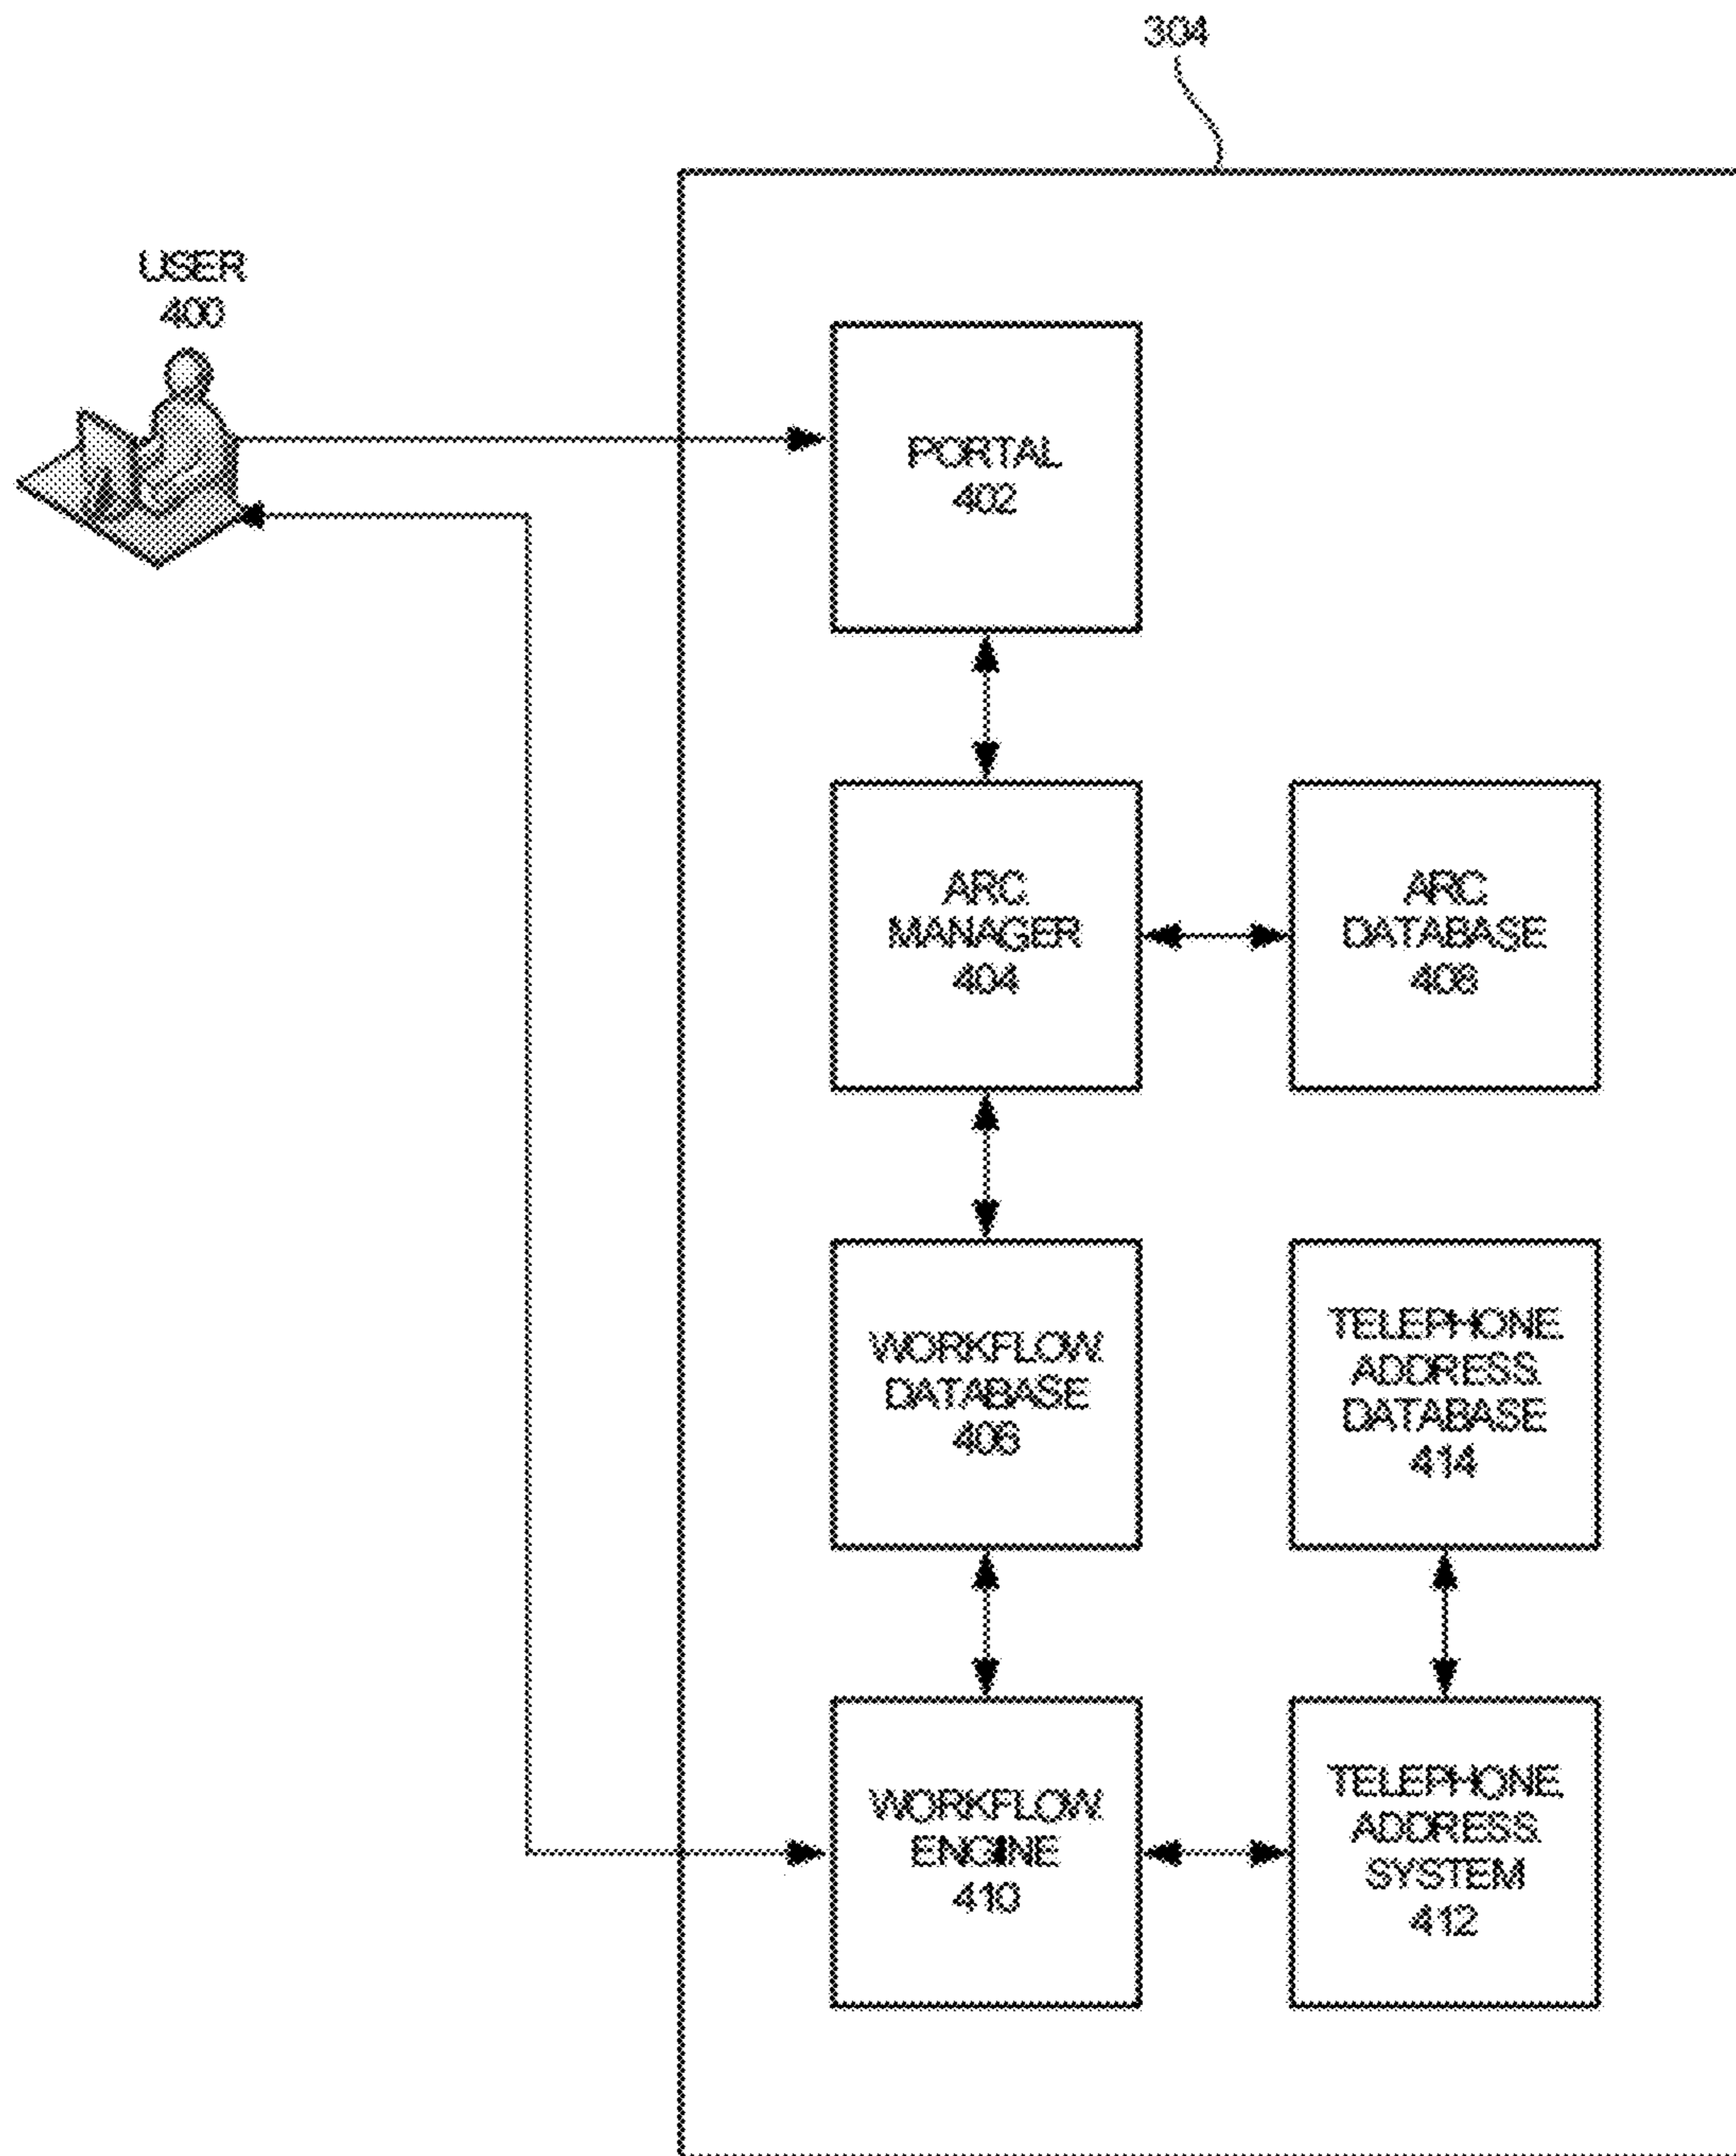 304
USER
400
PORTAL
402
ARC
MANAGER
404
ARC
DATABASE
408
WORKFLOW
DATABASE
406
TELEPHONE
ADDRESS
DATABASE
414
WORKFLOW
ENGINE
410
TELEPHONE
ADDRESS
SYSTEM
412